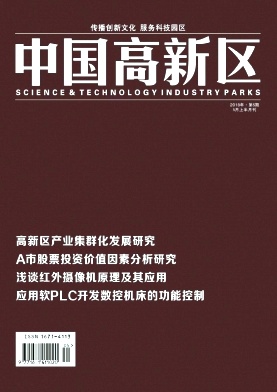 传播创新文化 服务科技园区
中国高新区
SCIENCE & TECHNOLOGY INDUSTRY PARKS
高新区产业集群化发展研究
A市股票投资价值因素分析研究
浅谈红外摄像机原理及其应用
应用软PLC开发数控机床的功能控制
ISSN 1671-4113